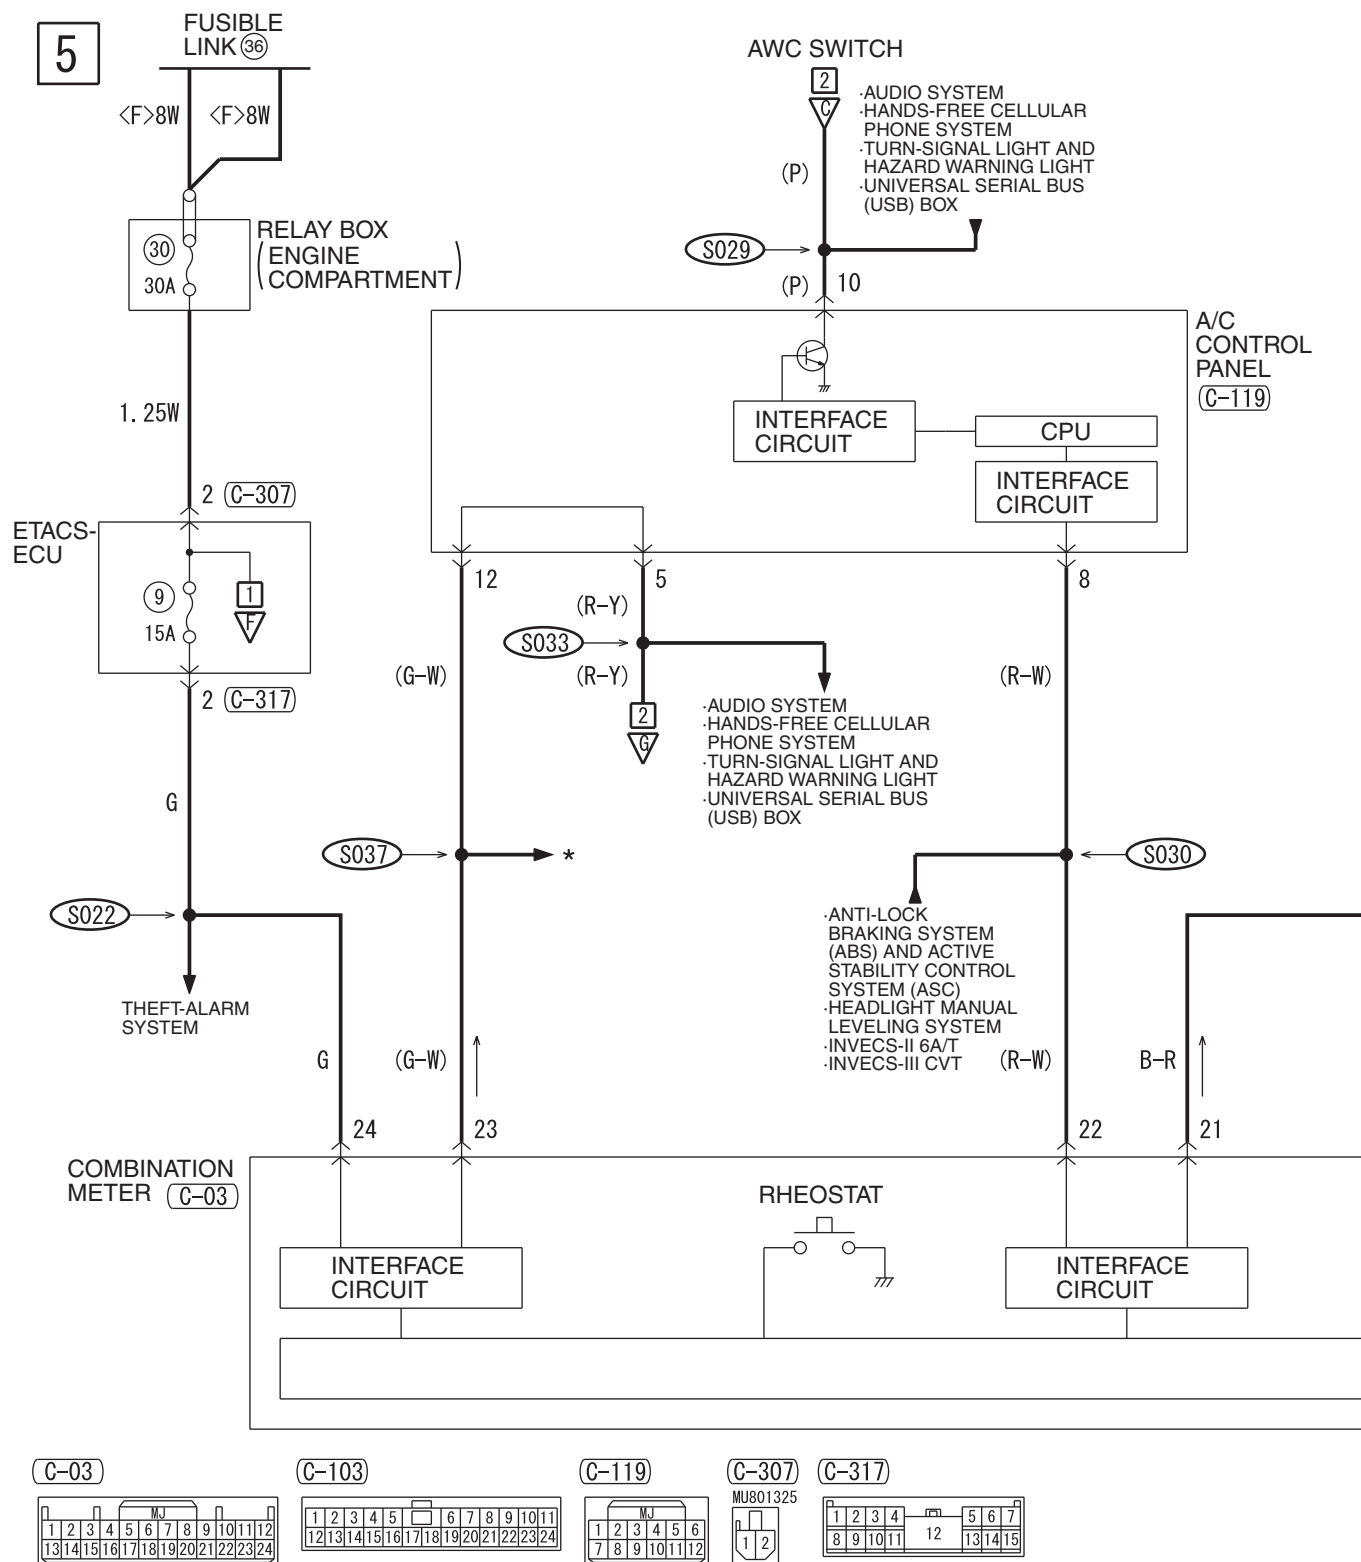 5
FUSIBLE
LINK 36
<F>8W <F>8W
RELAY BOX
(ENGINE
COMPARTMENT)
30
30A
1.25W
2 C-307
ETACS-
ECU
9
15A
1
F
2 C-317
G
S022
THEFT-ALARM
SYSTEM
AWC SWITCH
2
C
·AUDIO SYSTEM
·HANDS-FREE CELLULAR
PHONE SYSTEM
·TURN-SIGNAL LIGHT AND
HAZARD WARNING LIGHT
·UNIVERSAL SERIAL BUS
(USB) BOX
(P)
S029
(P) 10
A/C
CONTROL
PANEL
C-119
INTERFACE
CIRCUIT
CPU
INTERFACE
CIRCUIT
12 5 8
(R-Y)
S033
(G-W) (R-Y) (R-W)
2
G
·AUDIO SYSTEM
·HANDS-FREE CELLULAR
PHONE SYSTEM
·TURN-SIGNAL LIGHT AND
HAZARD WARNING LIGHT
·UNIVERSAL SERIAL BUS
(USB) BOX
S037 *
S030
·ANTI-LOCK
BRAKING SYSTEM
(ABS) AND ACTIVE
STABILITY CONTROL
SYSTEM (ASC)
·HEADLIGHT MANUAL
LEVELING SYSTEM
·INVECS-II 6A/T
·INVECS-III CVT
G (G-W) (R-W) B-R
24 23 22 21
COMBINATION
METER C-03
RHEOSTAT
INTERFACE
CIRCUIT
INTERFACE
CIRCUIT
C-03
MJ
1 2 3 4 5 6 7 8 9 10 11 12
13 14 15 16 17 18 19 20 21 22 23 24
C-103
1 2 3 4 5 6 7 8 9 10 11
12 13 14 15 16 17 18 19 20 21 22 23 24
C-119
MJ
1 2 3 4 5 6
7 8 9 10 11 12
C-307
MU801325
1 2
C-317
1 2 3 4 5 6 7
8 9 10 11 12 13 14 15